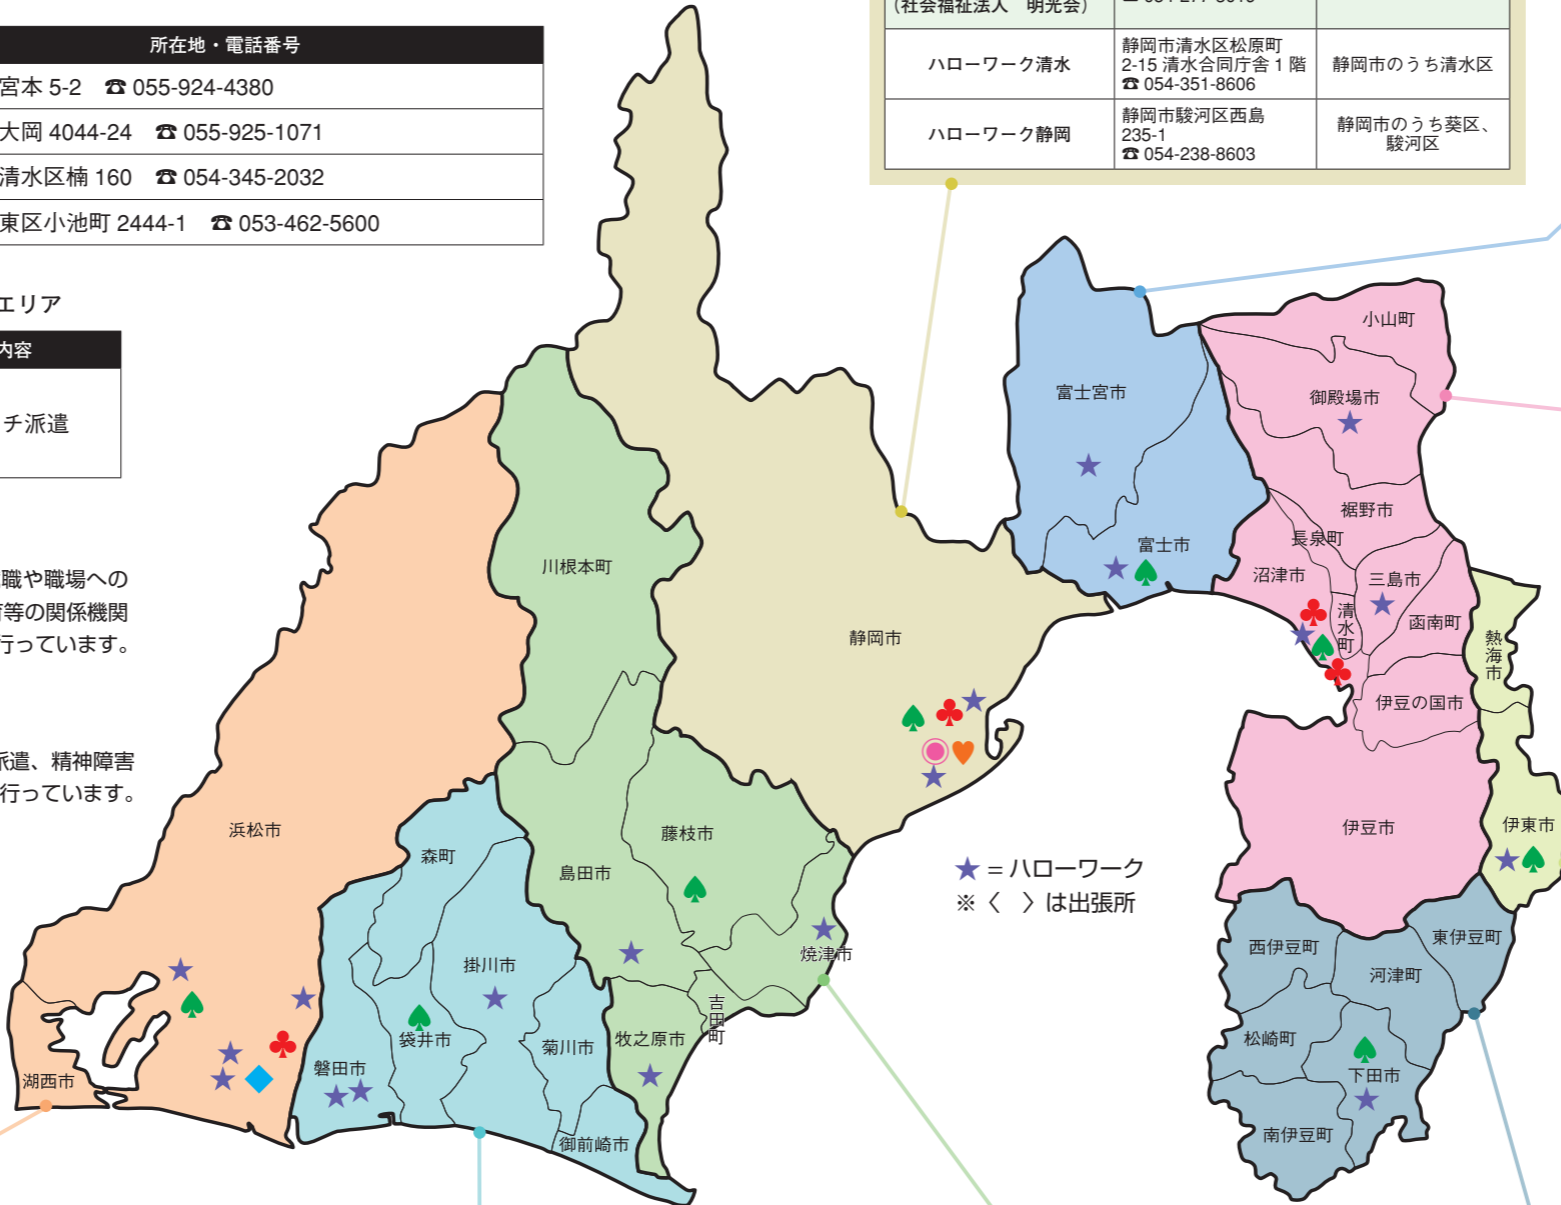 所在地・電話番号
宮本 5-2 ☎ 055-924-4380
大岡 4044-24 ☎ 055-925-1071
清水区楠 160 ☎ 054-345-2032
東区小池町 2444-1 ☎ 053-462-5600
エリア
内容
チ派遣
職や職場への
等の関係機関
行っています。
派遣、精神障害
行っています。
（社会福祉法人 明光会）
ハローワーク清水
静岡市清水区松原町
2-15 清水合同庁舎 1 階
☎ 054-351-8606
静岡市のうち清水区
ハローワーク静岡
静岡市駿河区西島
235-1
☎ 054-238-8603
静岡市のうち葵区、
駿河区
小山町
富士宮市
御殿場市
裾野市
長泉町
富士市
沼津市
三島市
清水町
函南町
熱海市
伊豆の国市
川根本町
静岡市
浜松市
森町
島田市
藤枝市
伊豆市
伊東市
★ = ハローワーク
※〈 〉は出張所
焼津市
西伊豆町
東伊豆町
河津町
掛川市
吉田町
袋井市
菊川市
牧之原市
松崎町
湖西市
磐田市
下田市
御前崎市
南伊豆町